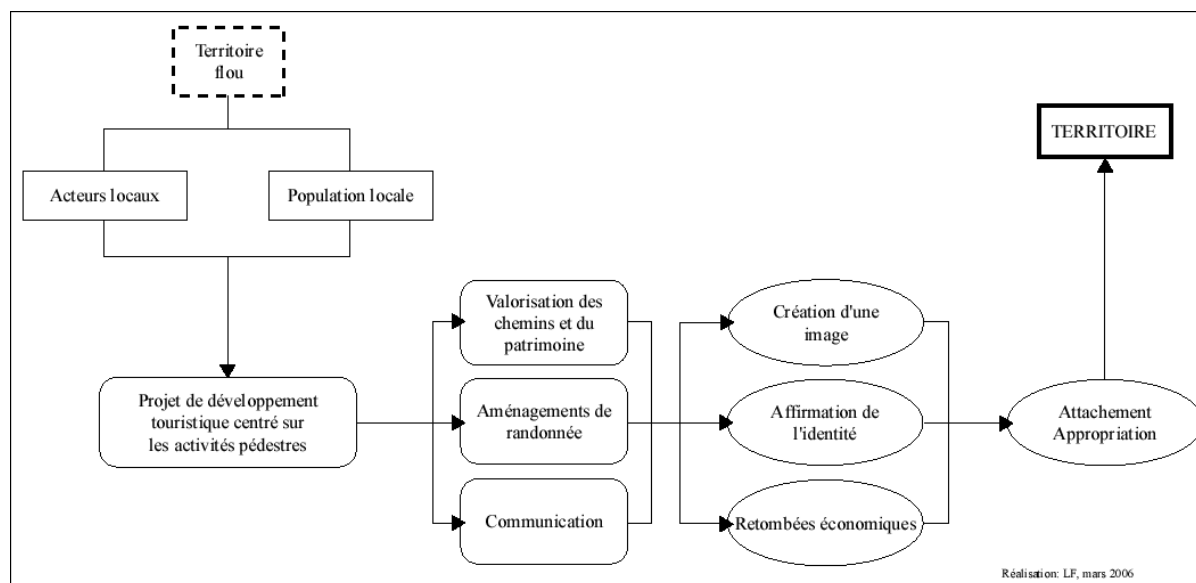 Territoire
flou
TERRITOIRE
Acteurs locaux
Population locale
Valorisation des
chemins et du
patrimoine
Création d'une
image
Projet de développement
touristique centré sur
les activités pédestres
Aménagements de
randonnée
Affirmation de
l'identité
Attachement
Appropriation
Communication
Retombées économiques
Réalisation: LF, mars 2006